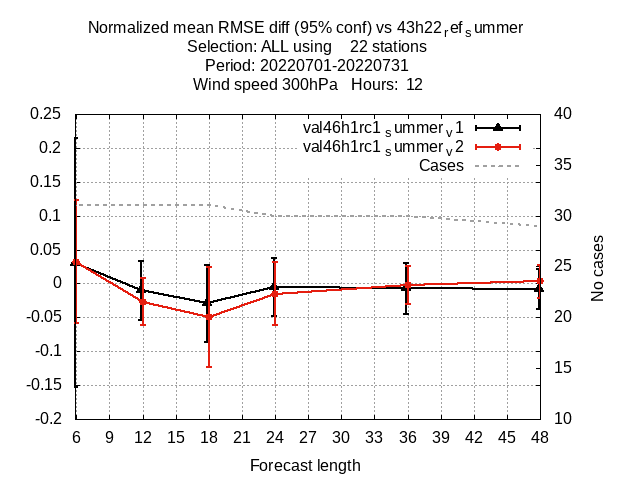 Normalized mean RMSE diff (95% conf) vs 43h22refsummer
Selection: ALL using 22 stations
Period: 20220701-20220731
Wind speed 300hPa Hours: 12
val46h1rc1summerv1
val46h1rc1summerv2
Cases
0.25
0.2
0.15
0.1
0.05
0
-0.05
-0.1
-0.15
-0.2
40
35
30
25
20
15
10
No cases
6 9 12 15 18 21 24 27 30 33 36 39 42 45 48
Forecast length